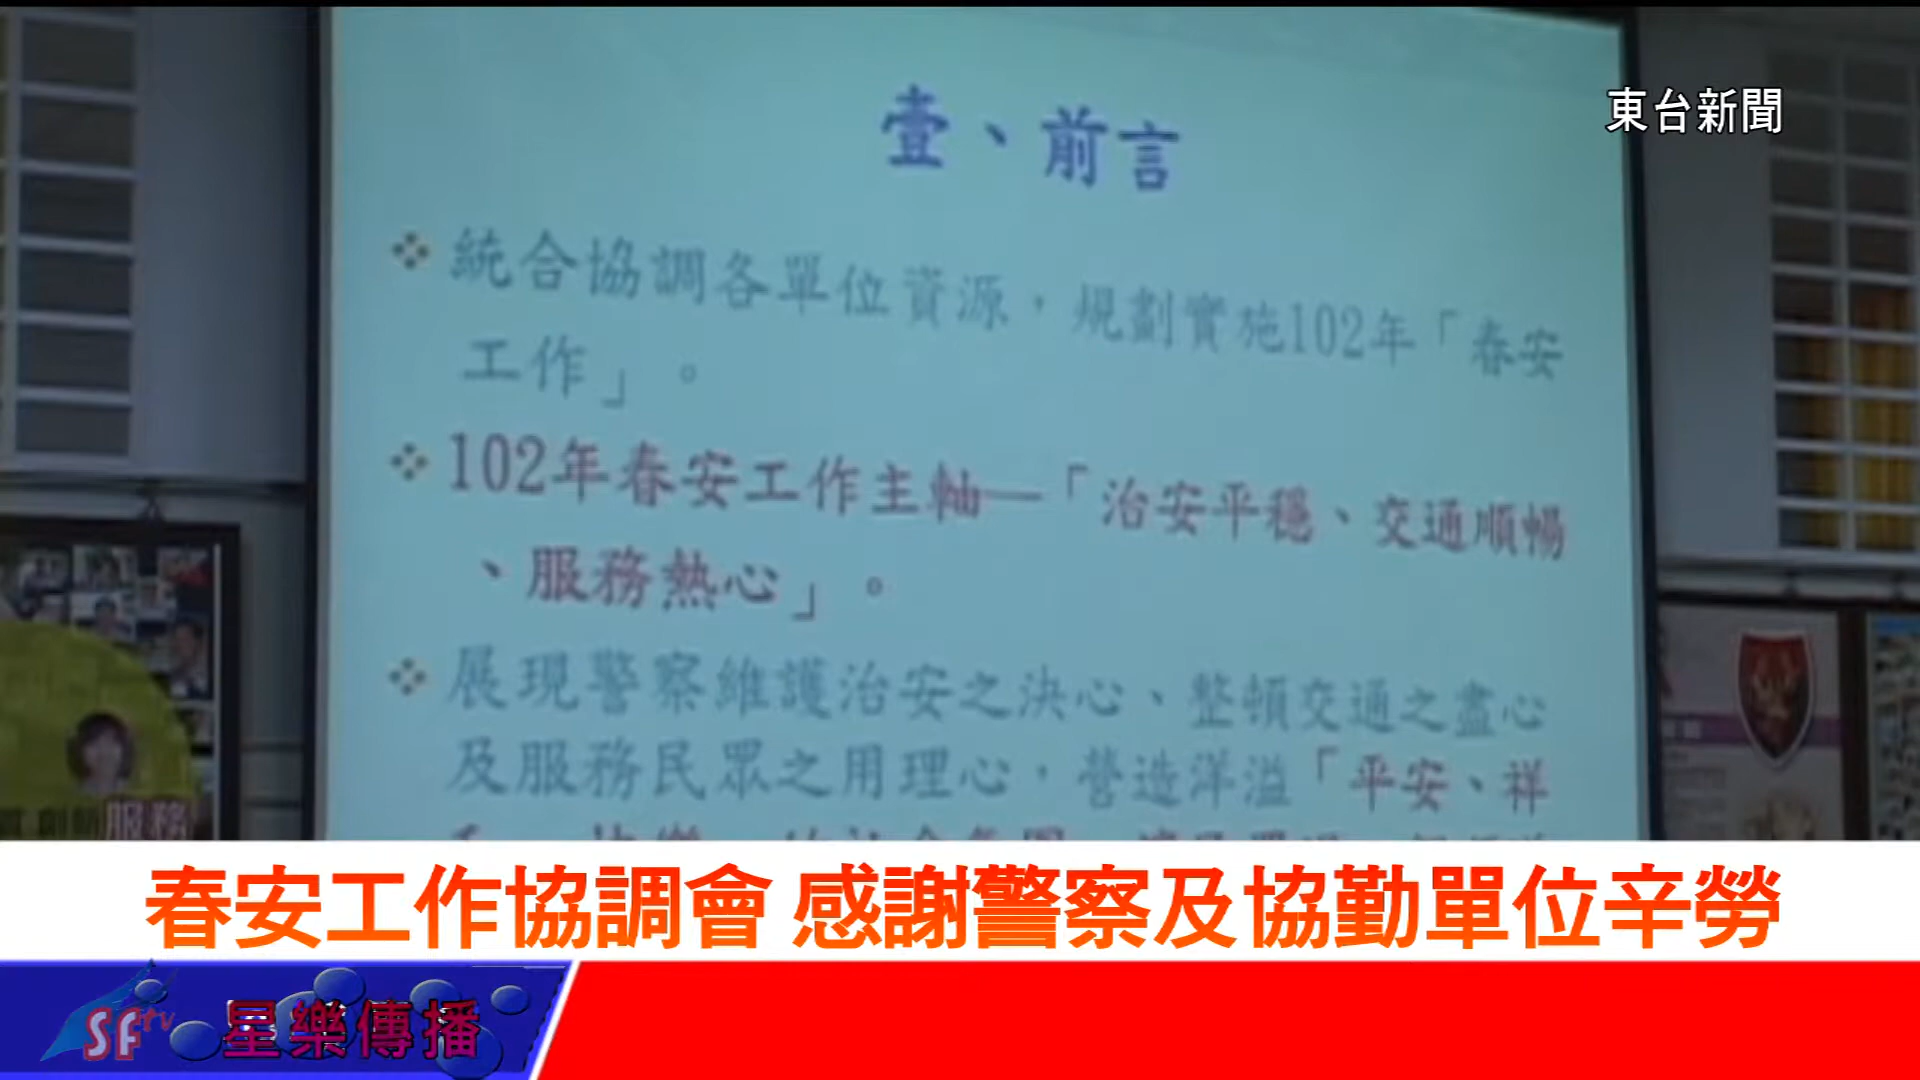 東台新聞
壹、前言
統合協調各單位資源，規劃實施102年「春安
工作」。
102年春安工作主軸—「治安平穩、交通順暢
、服務熱心」。
展現警察維護治安之決心、整頓交通之盡心
及服務民眾之用理心，營造洋溢「平安、祥
服務
春安工作協調會 感謝警察及協勤單位辛勞
SFtv 星樂傳播